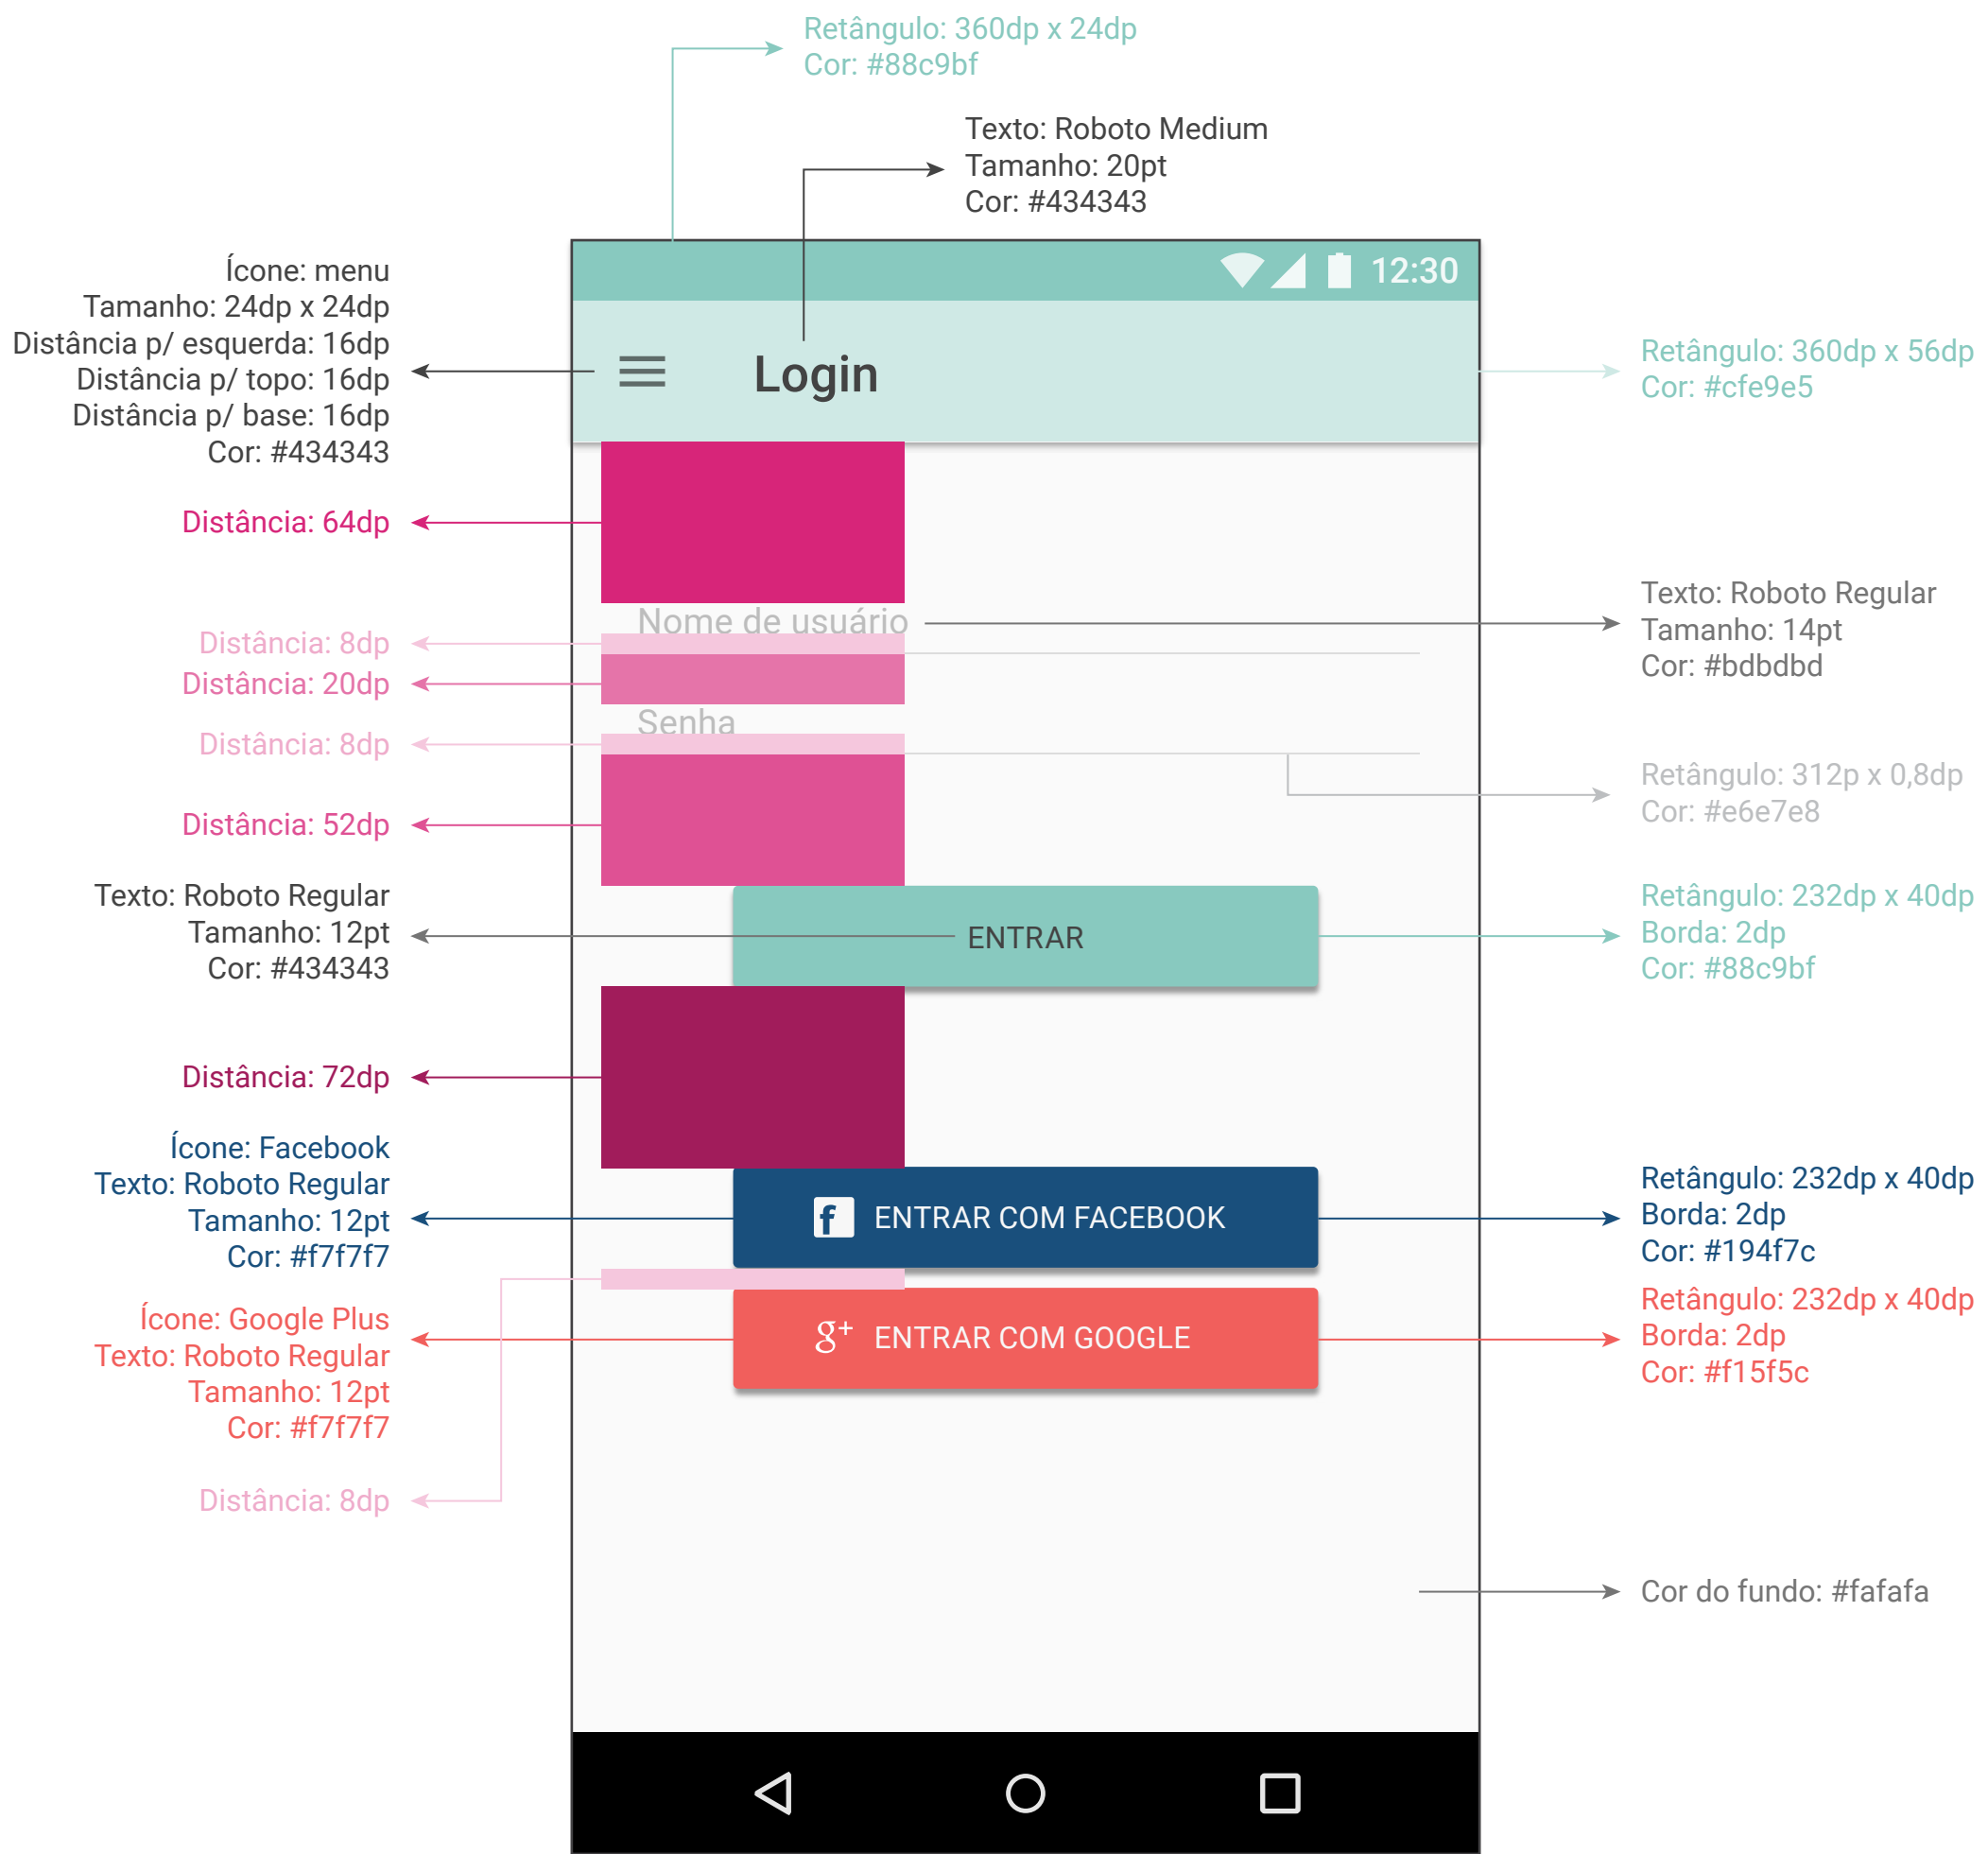 Retângulo: 360dp x 24dp
Cor: #88c9bf
Texto: Roboto Medium
Tamanho: 20pt
Cor: #434343
Ícone: menu
Tamanho: 24dp x 24dp
Distância p/ esquerda: 16dp
Distância p/ topo: 16dp
Distância p/ base: 16dp
Cor: #434343
12:30
Login
Retângulo: 360dp x 56dp
Cor: #cfe9e5
Distância: 64dp
Nome de usuário
Texto: Roboto Regular
Tamanho: 14pt
Cor: #bdbdbd
Distância: 8dp
Distância: 20dp
Senha
Distância: 8dp
Retângulo: 312p x 0,8dp
Cor: #e6e7e8
Distância: 52dp
Texto: Roboto Regular
Tamanho: 12pt
Cor: #434343
ENTRAR
Retângulo: 232dp x 40dp
Borda: 2dp
Cor: #88c9bf
Distância: 72dp
Ícone: Facebook
Texto: Roboto Regular
Tamanho: 12pt
Cor: #f7f7f7
f ENTRAR COM FACEBOOK
Retângulo: 232dp x 40dp
Borda: 2dp
Cor: #194f7c
Ícone: Google Plus
Texto: Roboto Regular
Tamanho: 12pt
Cor: #f7f7f7
g+ ENTRAR COM GOOGLE
Retângulo: 232dp x 40dp
Borda: 2dp
Cor: #f15f5c
Distância: 8dp
Cor do fundo: #fafafa